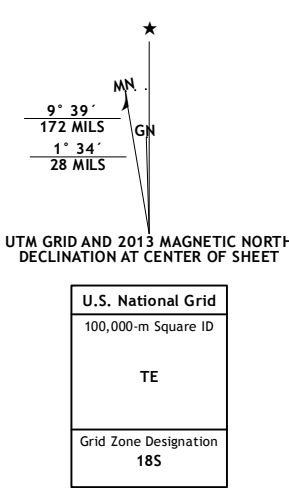 MN
9° 39´
172 MILS
GN
1° 34´
28 MILS
UTM GRID AND 2013 MAGNETIC NORTH
DECLINATION AT CENTER OF SHEET
U.S. National Grid
100,000-m Square ID
TE
Grid Zone Designation
18S